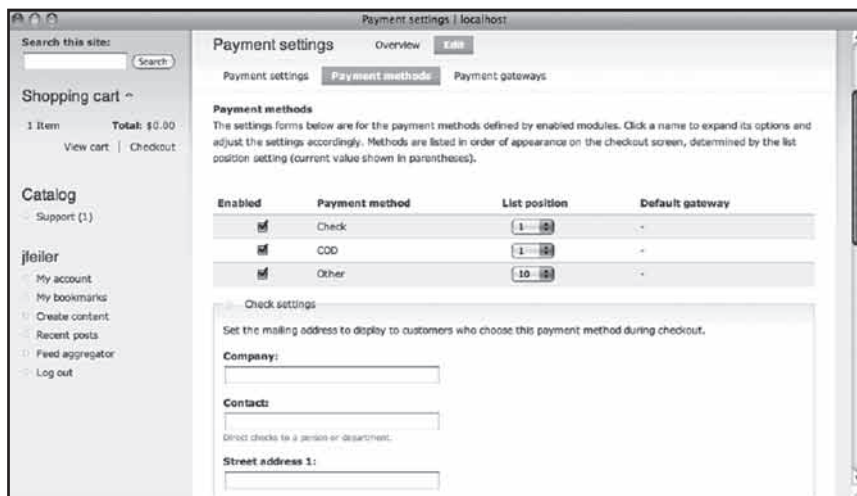 Payment settings | localhost
Search this site:
Search
Shopping cart
1 Item Total: $0.00
View cart | Checkout
Catalog
Support (1)
jfeiler
My account
My bookmarks
Create content
Recent posts
Feed aggregator
Log out
Payment settings Overview Edit
Payment settings Payment methods Payment gateways
Payment methods
The settings forms below are for the payment methods defined by enabled modules. Click a name to expand its options and
adjust the settings accordingly. Methods are listed in order of appearance on the checkout screen, determined by the list
position setting (current value shown in parentheses).
Enabled Payment method List position Default gateway
Check 1 -
COD 1 -
Other 10 -
Check settings
Set the mailing address to display to customers who choose this payment method during checkout.
Company:
Contact:
Direct checks to a person or department.
Street address 1: